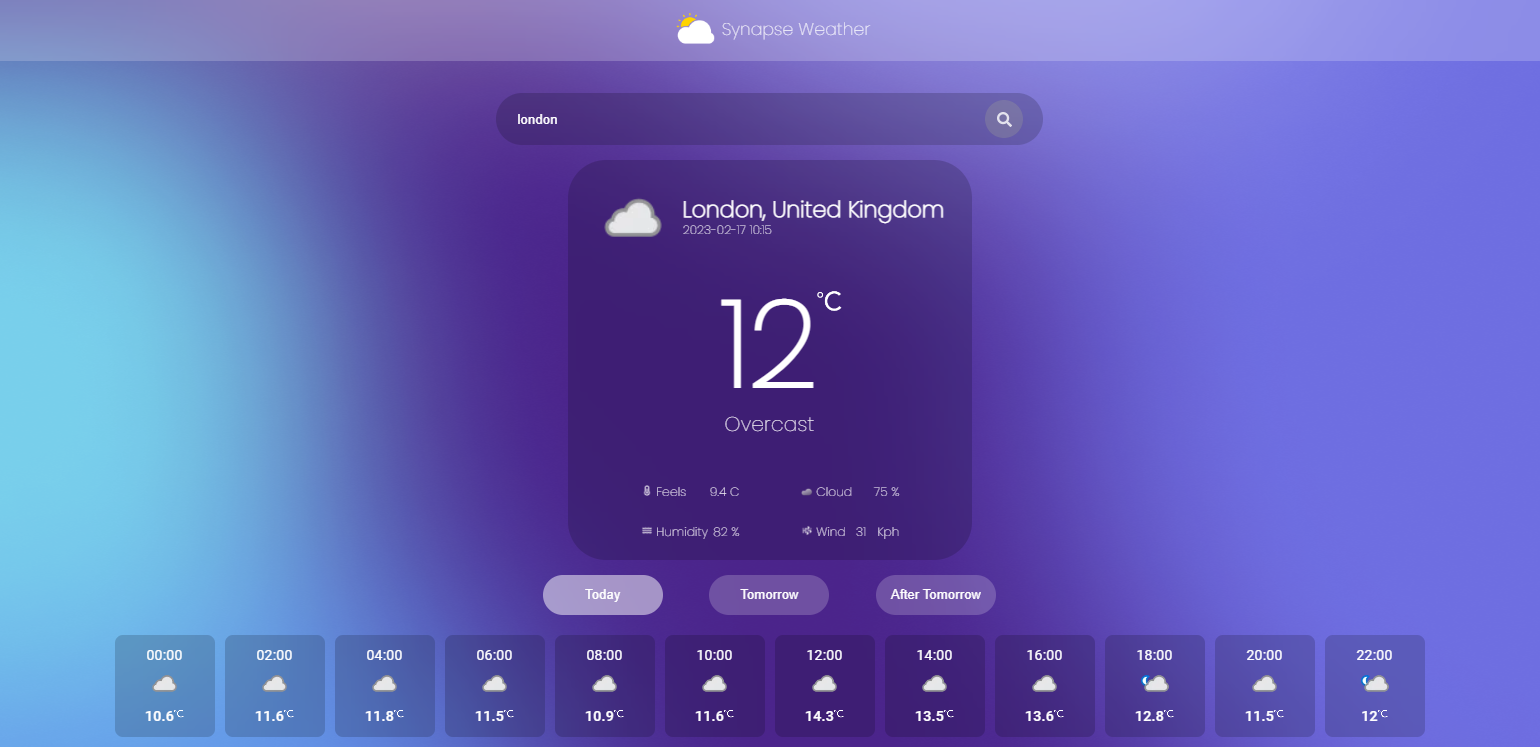 Synapse Weather
london
London, United Kingdom
2023-02-17 10:15
12 °C
Overcast
Feels 9.4 C Cloud 75 %
Humidity 82 % Wind 31 Kph
Today Tomorrow After Tomorrow
00:00 02:00 04:00 06:00 08:00 10:00 12:00 14:00 16:00 18:00 20:00 22:00
10.6°C 11.6°C 11.8°C 11.5°C 10.9°C 11.6°C 14.3°C 13.5°C 13.6°C 12.8°C 11.5°C 12°C